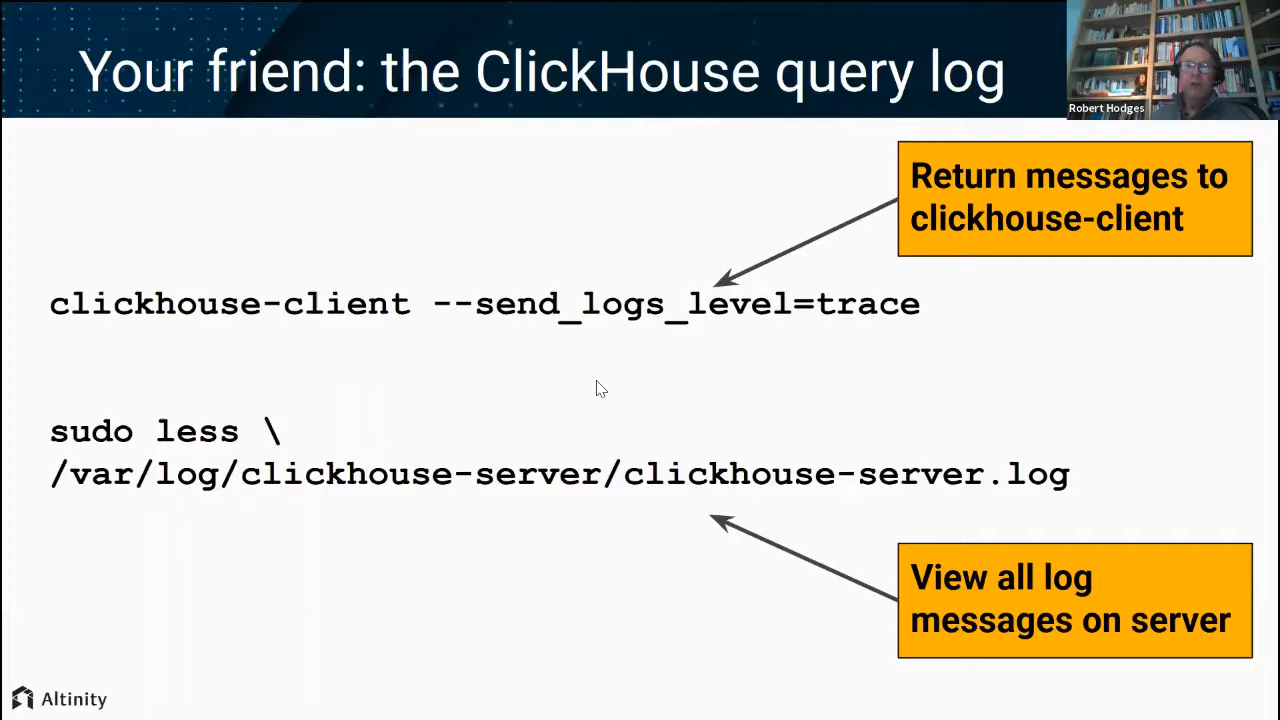 Your friend: the ClickHouse query log
Robert Hodges
Return messages to
clickhouse-client
clickhouse-client --send_logs_level=trace
sudo less \
/var/log/clickhouse-server/clickhouse-server.log
View all log
messages on server
Altinity